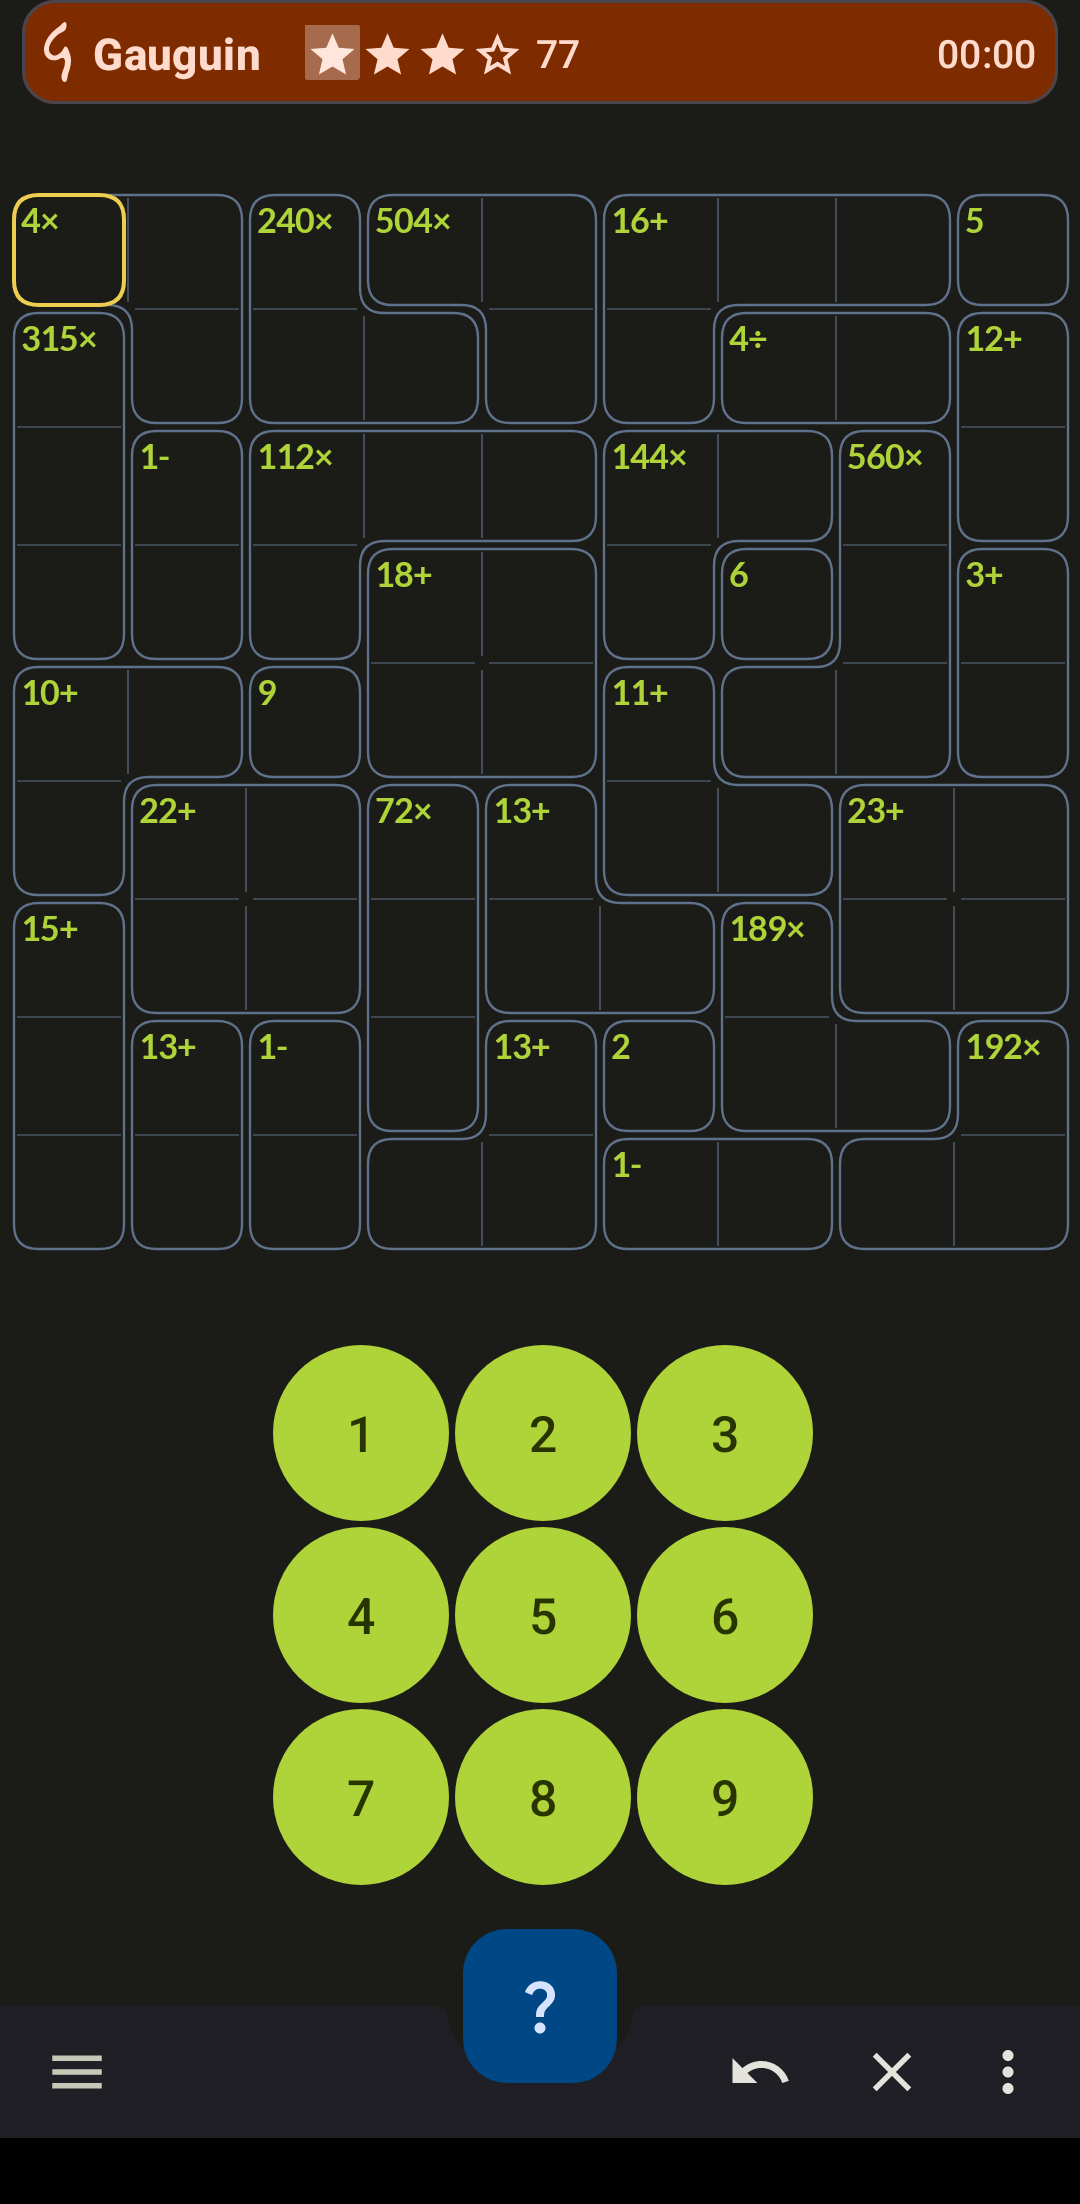 Gauguin 77 00:00
4× 240× 504× 16+ 5
315× 4÷ 12+
1- 112× 144× 560×
18+ 6 3+
10+ 9 11+
22+ 72× 13+ 23+
15+ 189×
13+ 1- 13+ 2 192×
1-
1 2 3
4 5 6
7 8 9
?